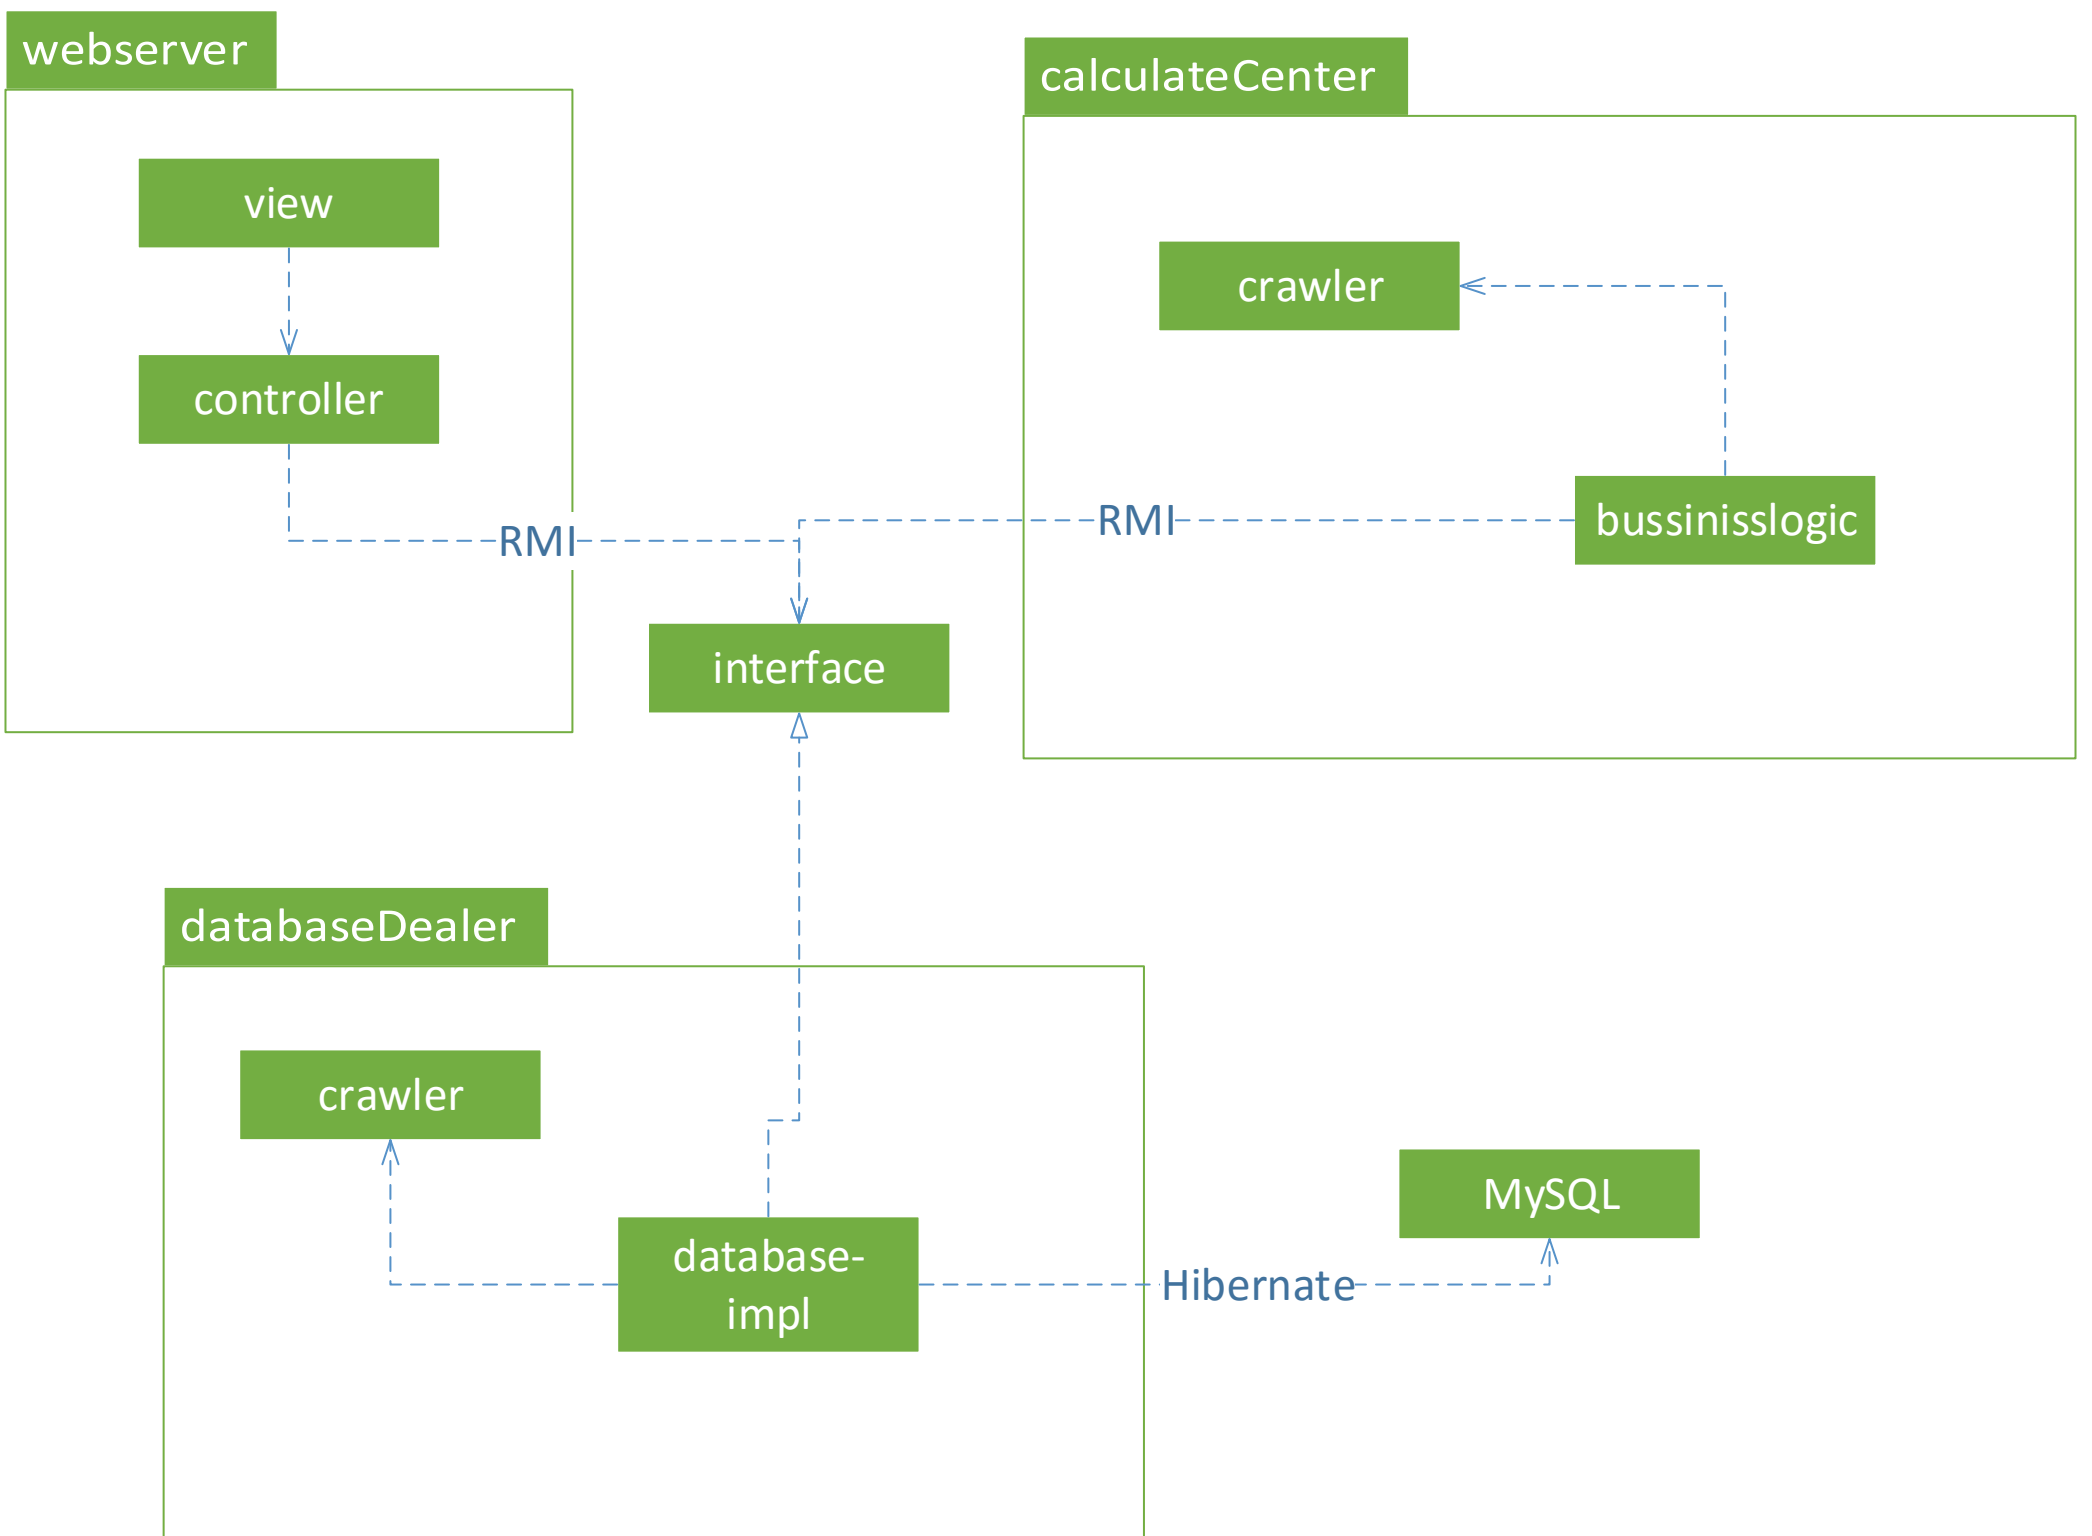 webserver
calculateCenter
view
crawler
controller
RMI
RMI
bussinisslogic
interface
databaseDealer
crawler
MySQL
database-
impl
Hibernate